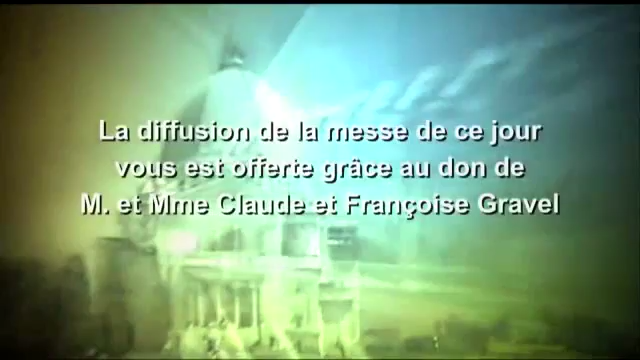 La diffusion de la messe de ce jour
vous est offerte grâce au don de
M. et Mme Claude et Françoise Gravel